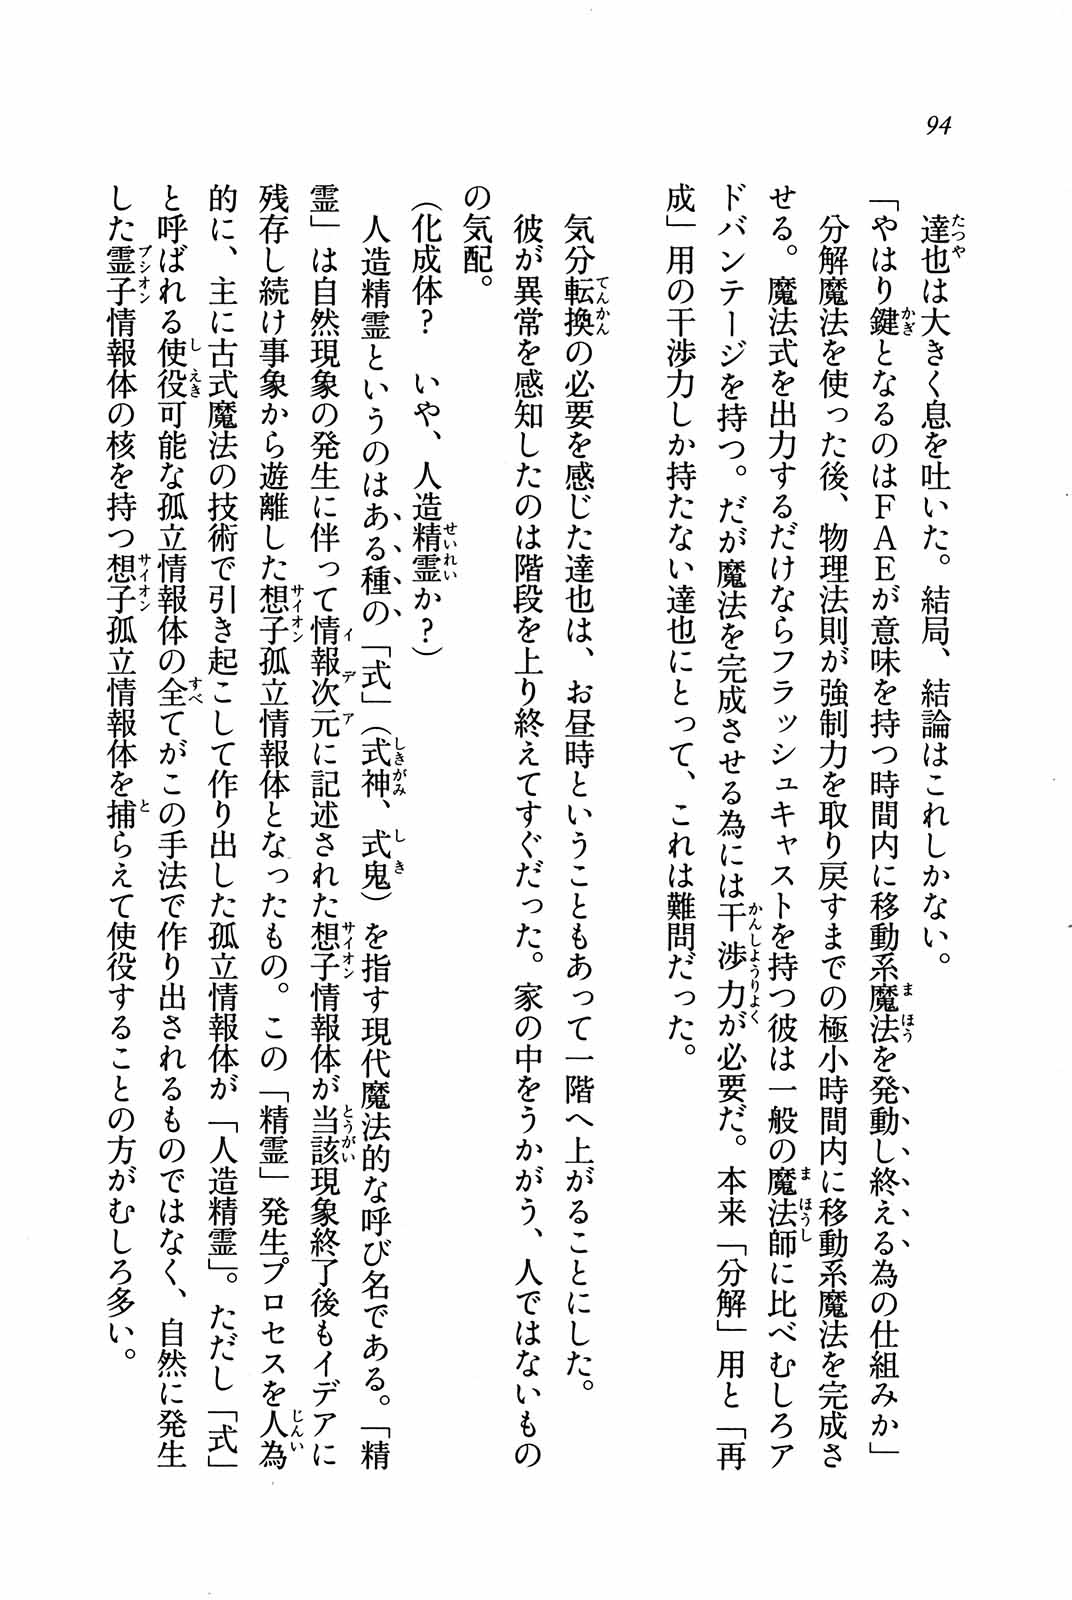 94
達也は大きく息を吐いた。結局、結論はこれしかない。
「やはり鍵となるのはＦＡＥが意味を持つ時間内に移動系魔法を発動し終える為の仕組みか」
分解魔法を使った後、物理法則が強制力を取り戻すまでの極小時間内に移動系魔法を完成さ
せる。魔法式を出力するだけならフラッシュキャストを持つ彼は一般の魔法師に比べむしろア
ドバンテージを持つ。だが魔法を完成させる為には干渉力が必要だ。本来「分解」用と「再
成」用の干渉力しか持たない達也にとって、これは難問だった。
気分転換の必要を感じた達也は、お昼時ということもあって一階へ上がることにした。
彼が異常を感知したのは階段を上り終えてすぐだった。家の中をうかがう、人ではないもの
の気配。
（化成体？　いや、人造精霊か？）
人造精霊というのはある種の「式」（式神、式鬼）を指す現代魔法的な呼び名である。「精
霊」は自然現象の発生に伴って情報次元に記述された想子情報体が当該現象終了後もイデアに
残存し続け事象から遊離した想子孤立情報体となったもの。この「精霊」発生プロセスを人為
的に、主に古式魔法の技術で引き起こして作り出した孤立情報体が「人造精霊」。ただし「式」
と呼ばれる使役可能な孤立情報体の全てがこの手法で作り出されるものではなく、自然に発生
した霊子情報体の核を持つ想子孤立情報体を捕らえて使役することの方がむしろ多い。